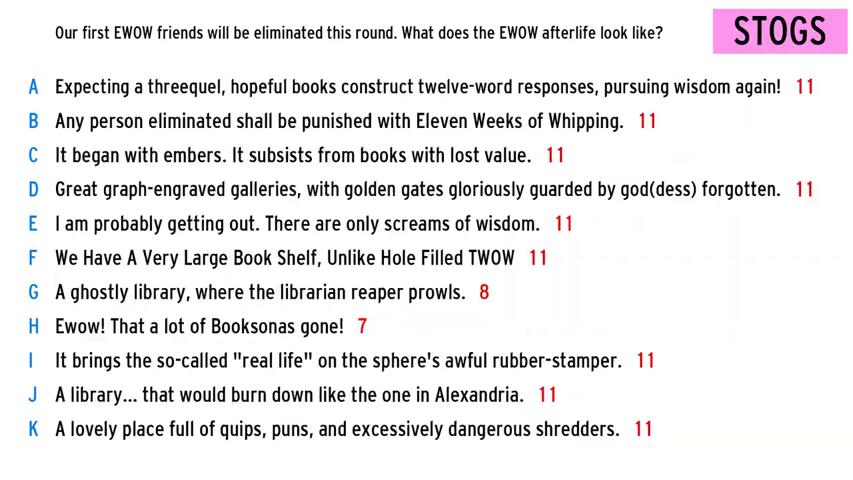 Our first EWOW friends will be eliminated this round. What does the EWOW afterlife look like?
STOGS
A Expecting a threequel, hopeful books construct twelve-word responses, pursuing wisdom again! 11
B Any person eliminated shall be punished with Eleven Weeks of Whipping. 11
C It began with embers. It subsists from books with lost value. 11
D Great graph-engraved galleries, with golden gates gloriously guarded by god(dess) forgotten. 11
E I am probably getting out. There are only screams of wisdom. 11
F We Have A Very Large Book Shelf, Unlike Hole Filled TWOW 11
G A ghostly library, where the librarian reaper prowls. 8
H Ewow! That a lot of Booksonas gone! 7
I It brings the so-called "real life" on the sphere's awful rubber-stamper. 11
J A library... that would burn down like the one in Alexandria. 11
K A lovely place full of quips, puns, and excessively dangerous shredders. 11